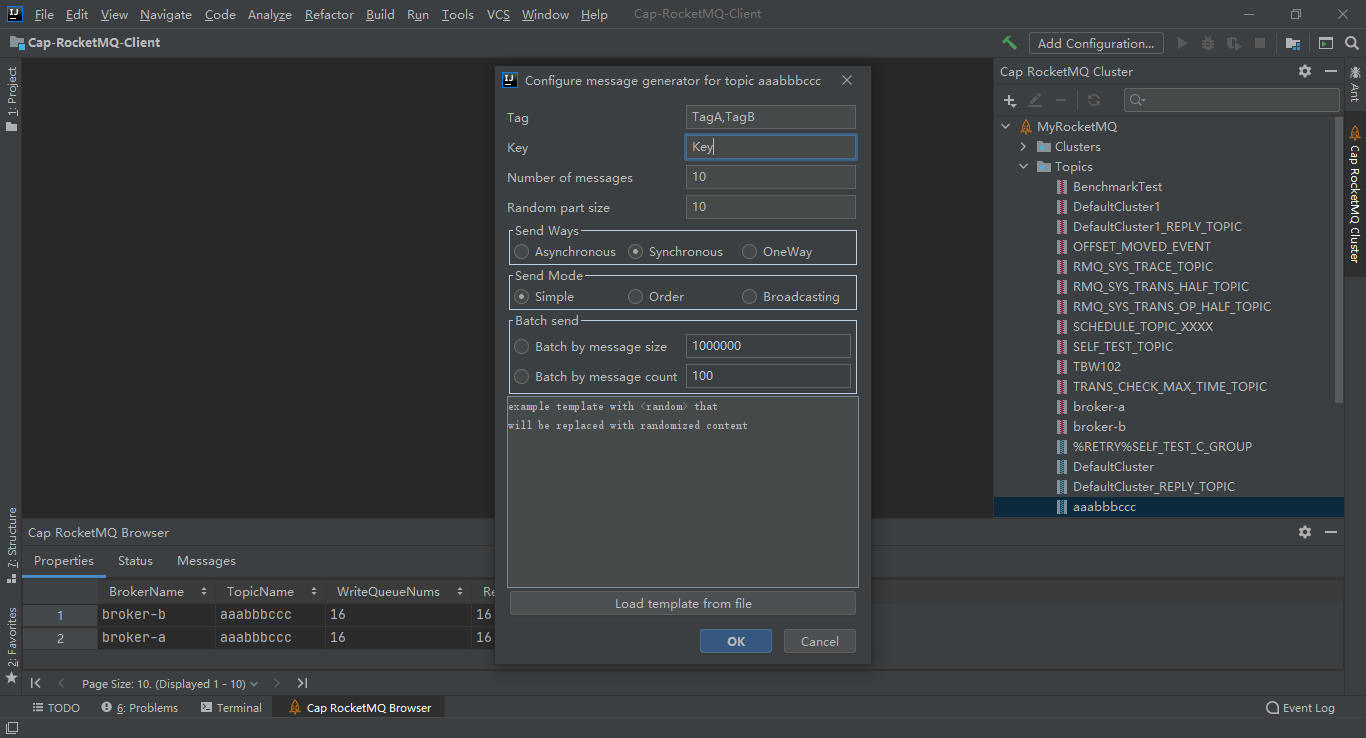 File Edit View Navigate Code Analyze Refactor Build Run Tools VCS Window Help Cap-RocketMQ-Client
Cap-RocketMQ-Client
Add Configuration...
1: Project
7: Structure
2: Favorites
Configure message generator for topic aaabbbccc
Tag TagA,TagB
Key Key
Number of messages 10
Random part size 10
Send Ways
Asynchronous Synchronous OneWay
Send Mode
Simple Order Broadcasting
Batch send
Batch by message size 1000000
Batch by message count 100
example template with <random> that
will be replaced with randomized content
Load template from file
OK Cancel
Cap RocketMQ Cluster
MyRocketMQ
Clusters
Topics
BenchmarkTest
DefaultCluster1
DefaultCluster1_REPLY_TOPIC
OFFSET_MOVED_EVENT
RMQ_SYS_TRACE_TOPIC
RMQ_SYS_TRANS_HALF_TOPIC
RMQ_SYS_TRANS_OP_HALF_TOPIC
SCHEDULE_TOPIC_XXXX
SELF_TEST_TOPIC
TBW102
TRANS_CHECK_MAX_TIME_TOPIC
broker-a
broker-b
%RETRY%SELF_TEST_C_GROUP
DefaultCluster
DefaultCluster_REPLY_TOPIC
aaabbbccc
Ant
Cap RocketMQ Cluster
Cap RocketMQ Browser
Properties Status Messages
BrokerName TopicName WriteQueueNums Re
1 broker-b aaabbbccc 16 16
2 broker-a aaabbbccc 16 16
Page Size: 10. (Displayed 1 - 10)
TODO 6: Problems Terminal Cap RocketMQ Browser Event Log